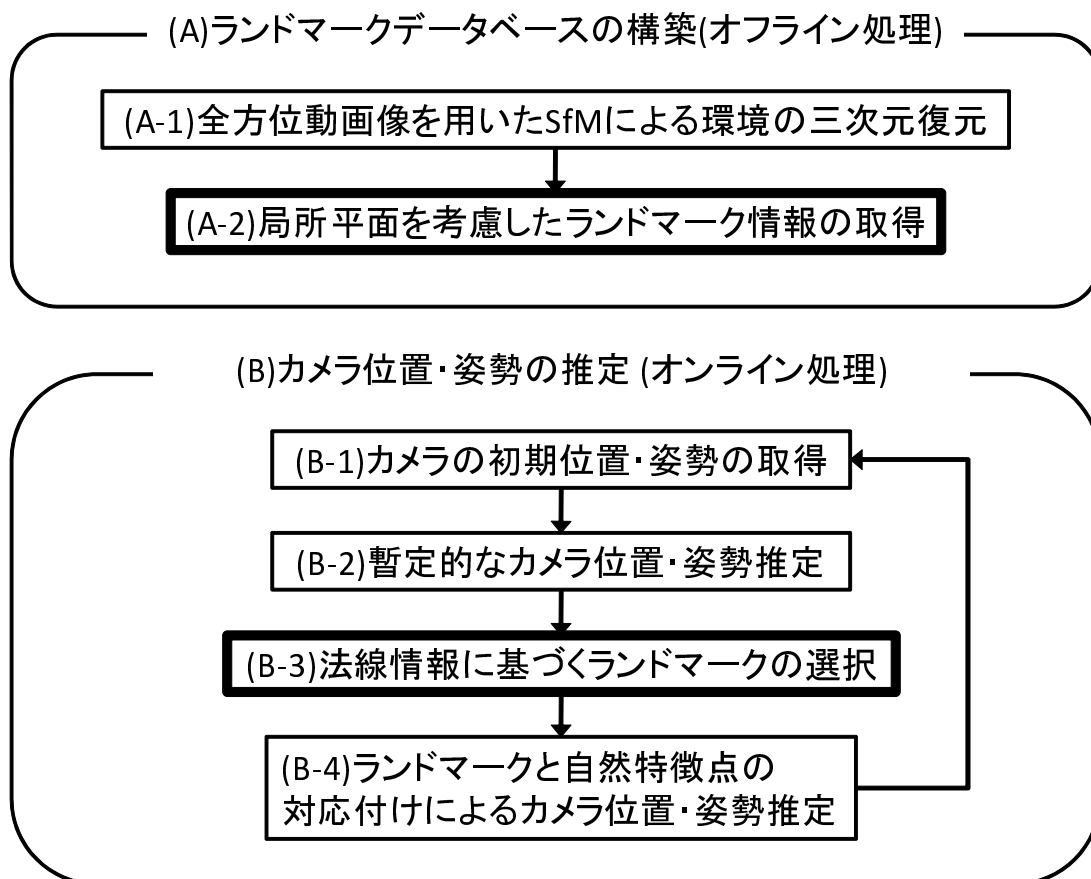 (A)ランドマークデータベースの構築(オフライン処理)
(A-1)全方位動画像を用いたSfMによる環境の三次元復元
(A-2)局所平面を考慮したランドマーク情報の取得
(B)カメラ位置・姿勢の推定 (オンライン処理)
(B-1)カメラの初期位置・姿勢の取得
(B-2)暫定的なカメラ位置・姿勢推定
(B-3)法線情報に基づくランドマークの選択
(B-4)ランドマークと自然特徴点の
対応付けによるカメラ位置・姿勢推定